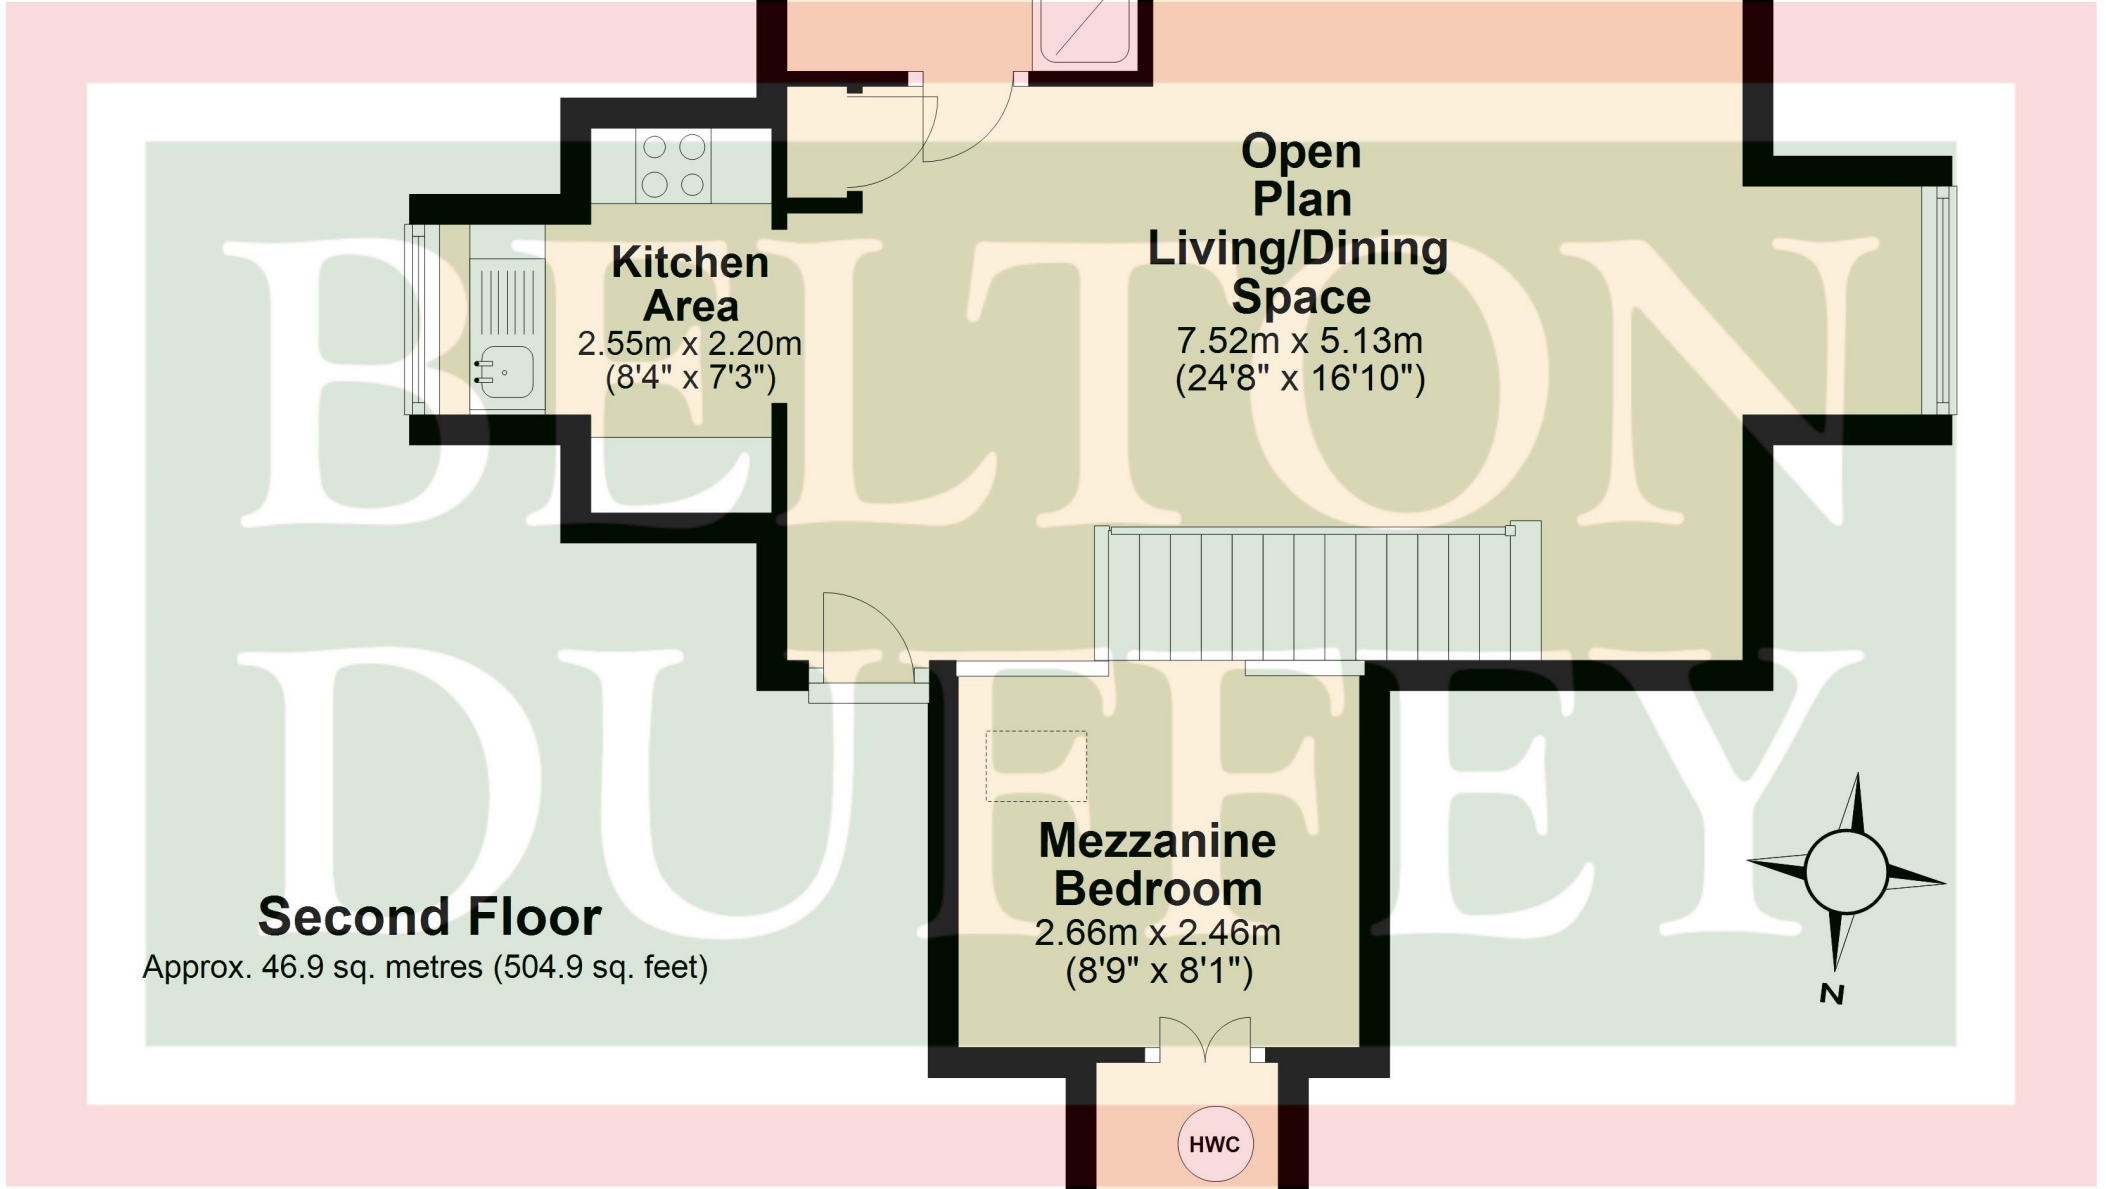 Open
Plan
Living/Dining
Space
7.52m x 5.13m
(24'8" x 16'10")
Kitchen
Area
2.55m x 2.20m
(8'4" x 7'3")
BELTON
DUFFEY
Mezzanine
Bedroom
2.66m x 2.46m
(8'9" x 8'1")
Second Floor
Approx. 46.9 sq. metres (504.9 sq. feet)
N
HWC